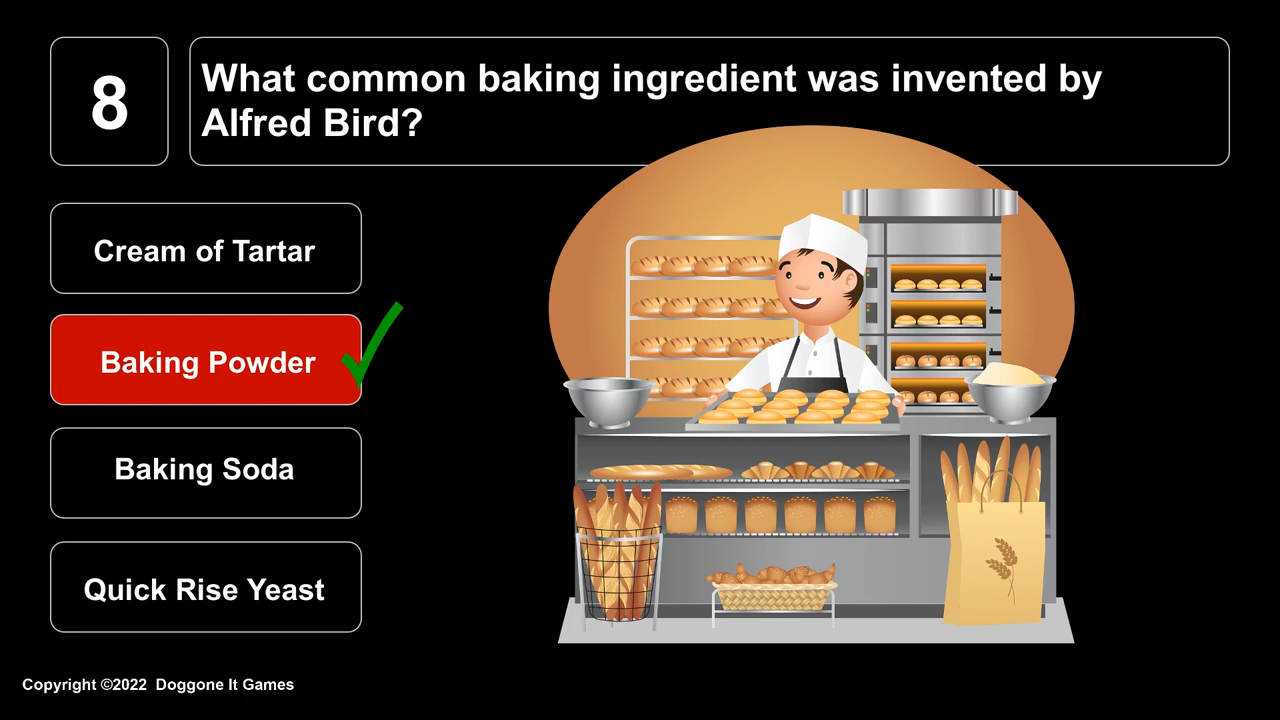 8
What common baking ingredient was invented by
Alfred Bird?
Cream of Tartar
Baking Powder
Baking Soda
Quick Rise Yeast
Copyright ©2022 Doggone It Games